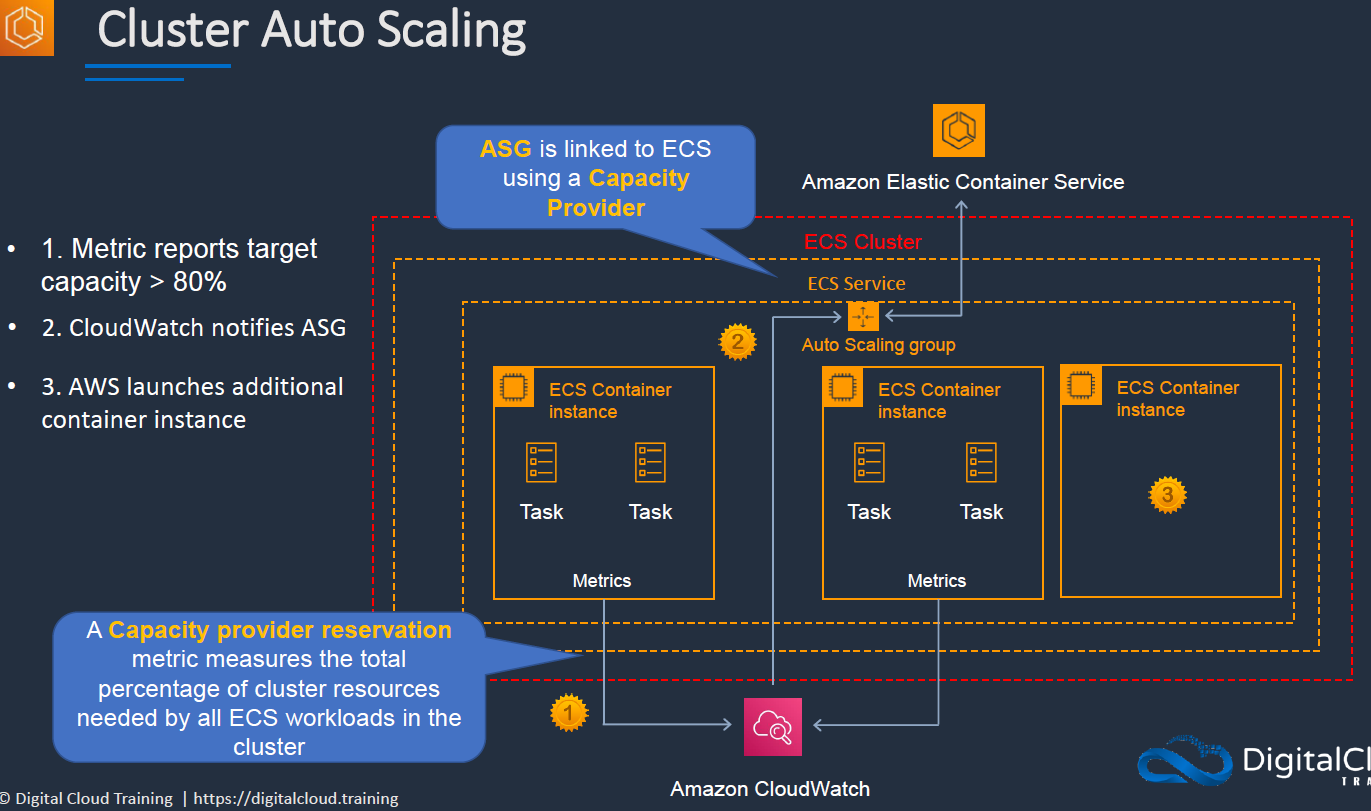 Cluster Auto Scaling
ASG is linked to ECS
using a Capacity
Provider
Amazon Elastic Container Service
• 1. Metric reports target
capacity > 80%
• 2. CloudWatch notifies ASG
• 3. AWS launches additional
container instance
ECS Cluster
ECS Service
2
Auto Scaling group
ECS Container
instance
Task
Task
Metrics
ECS Container
instance
Task
Task
Metrics
ECS Container
instance
3
A Capacity provider reservation
metric measures the total
percentage of cluster resources
needed by all ECS workloads in the
cluster
1
Amazon CloudWatch
DigitalCl
TRA
© Digital Cloud Training | https://digitalcloud.training